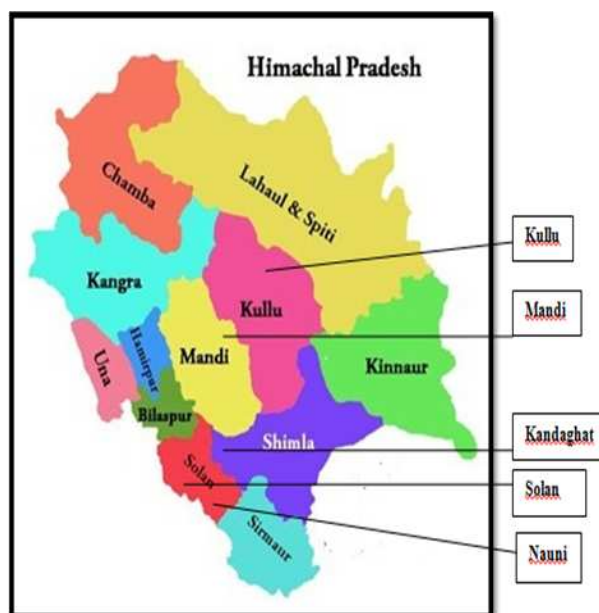 Himachal Pradesh
Chamba
Lahaul & Spiti
Kullu
Kangra
Kullu
Mandi
Hamirpur
Una
Mandi
Kinnaur
Bilaspur
Shimla
Kandaghat
Solan
Solan
Sirmaur
Nauni